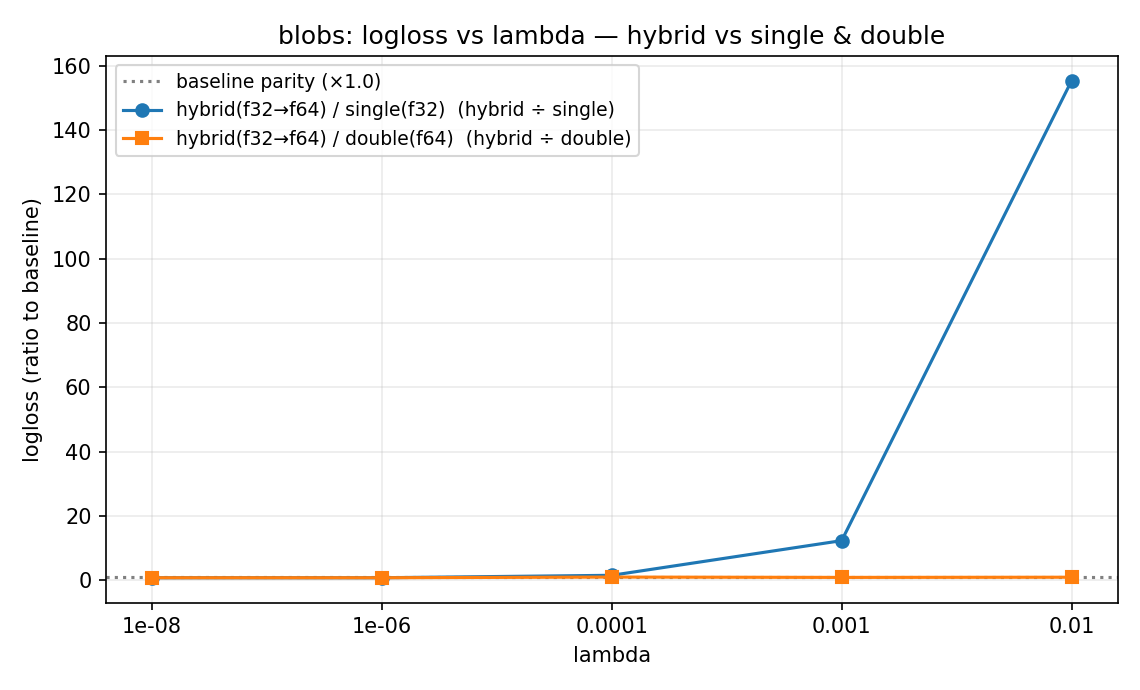 blobs: logloss vs lambda — hybrid vs single & double
baseline parity (×1.0)
hybrid(f32→f64) / single(f32)  (hybrid ÷ single)
hybrid(f32→f64) / double(f64)  (hybrid ÷ double)
logloss (ratio to baseline)
160
140
120
100
80
60
40
20
0
1e-08 1e-06 0.0001 0.001 0.01
lambda